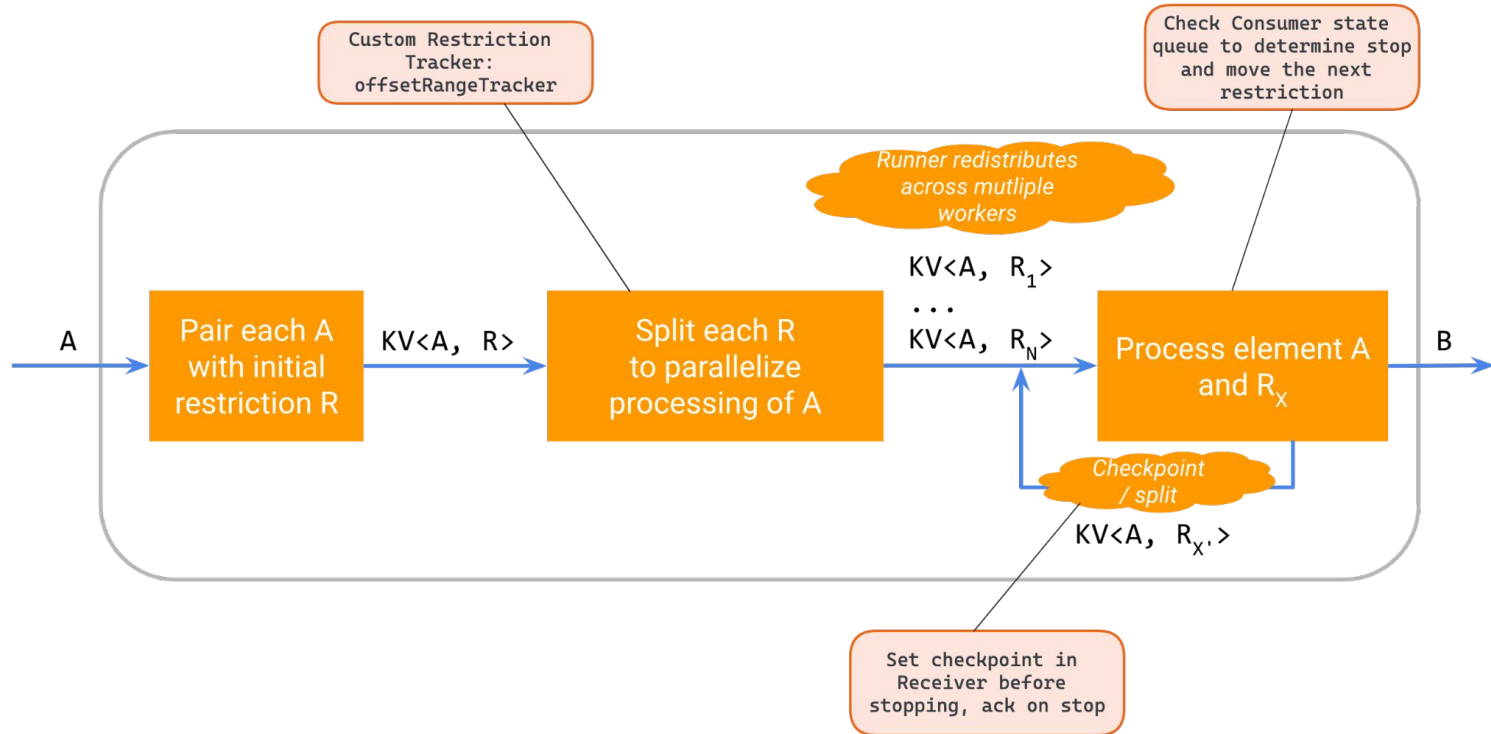 Custom Restriction
Tracker:
offsetRangeTracker
Check Consumer state
queue to determine stop
and move the next
restriction
Runner redistributes
across mutliple
workers
A
Pair each A
with initial
restriction R
KV<A, R>
Split each R
to parallelize
processing of A
KV<A, R1>
...
KV<A, RN>
Process element A
and RX
B
Checkpoint
/ split
KV<A, RX'>
Set checkpoint in
Receiver before
stopping, ack on stop